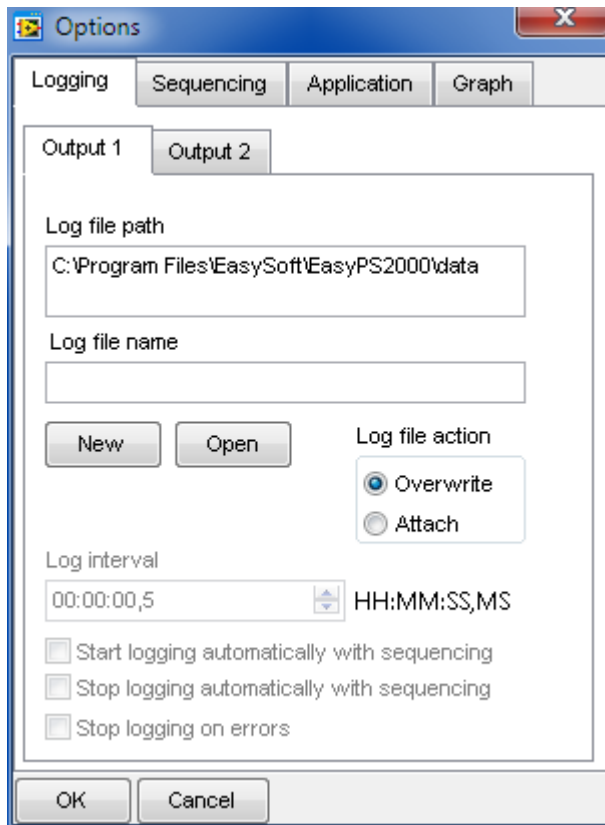 Options
Logging Sequencing Application Graph
Output 1 Output 2
Log file path
C:\Program Files\EasySoft\EasyPS2000\data
Log file name
New Open
Log file action
Overwrite
Attach
Log interval
00:00:00,5 HH:MM:SS,MS
Start logging automatically with sequencing
Stop logging automatically with sequencing
Stop logging on errors
OK Cancel